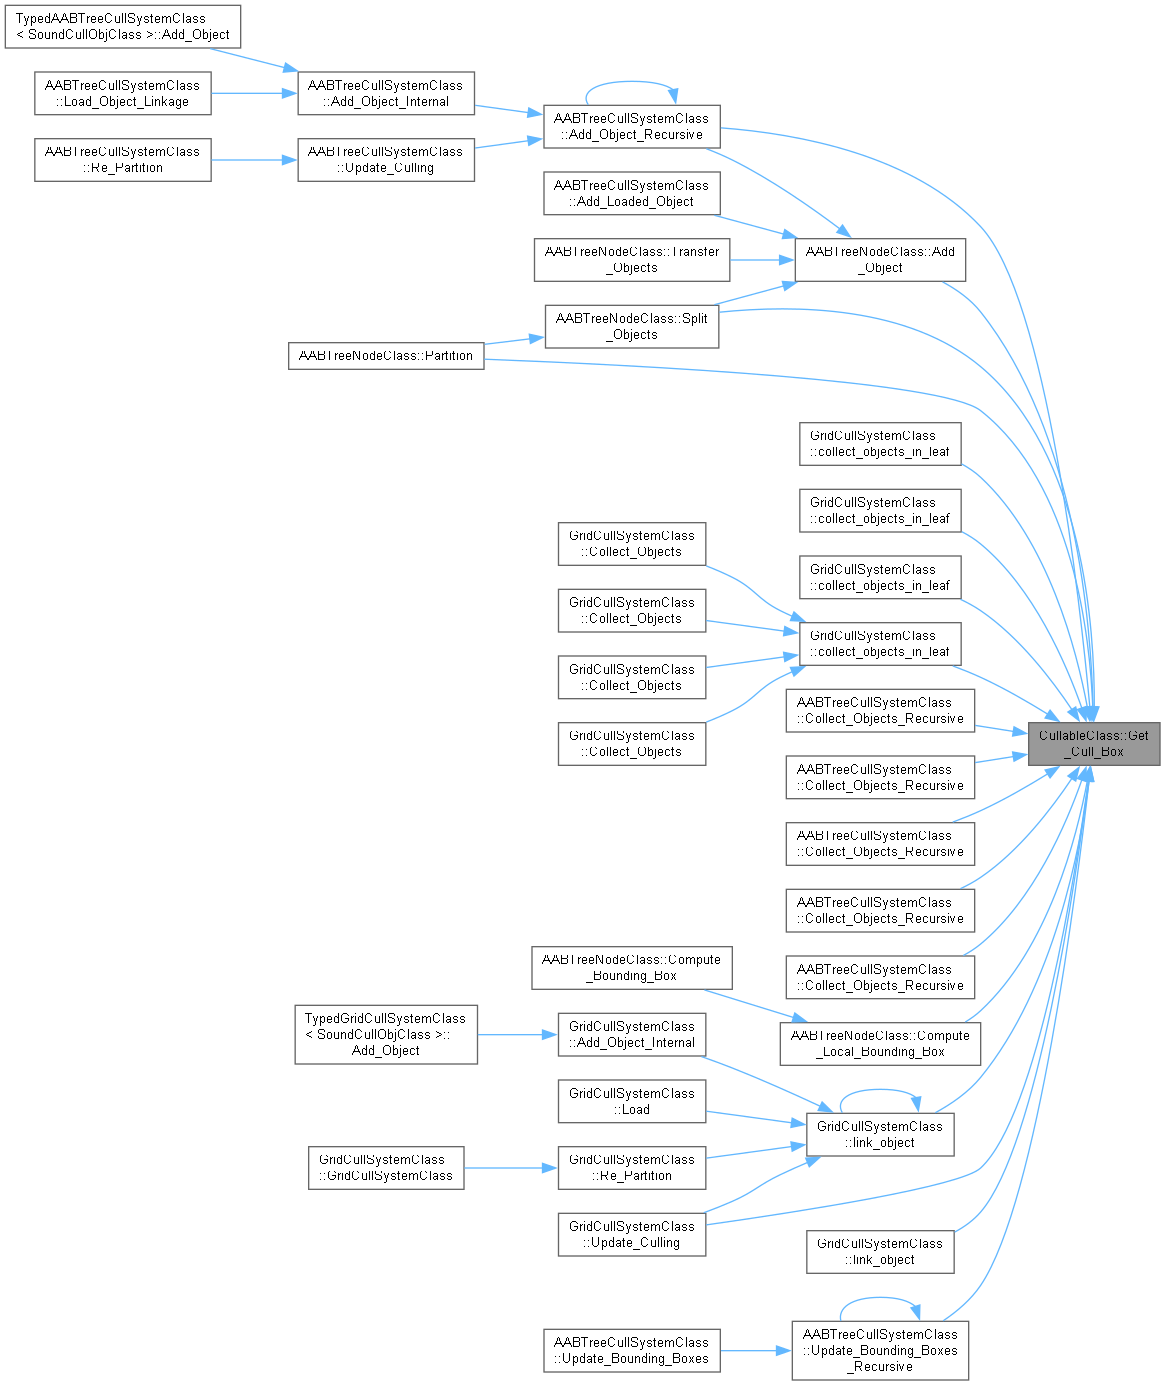 TypedAABTreeCullSystemClass
< SoundCullObjClass >::Add_Object
AABTreeCullSystemClass
::Load_Object_Linkage
AABTreeCullSystemClass
::Add_Object_Internal
AABTreeCullSystemClass
::Add_Object_Recursive
AABTreeCullSystemClass
::Re_Partition
AABTreeCullSystemClass
::Update_Culling
AABTreeCullSystemClass
::Add_Loaded_Object
AABTreeNodeClass::Transfer
_Objects
AABTreeNodeClass::Add
_Object
AABTreeNodeClass::Split
_Objects
AABTreeNodeClass::Partition
GridCullSystemClass
::collect_objects_in_leaf
GridCullSystemClass
::collect_objects_in_leaf
GridCullSystemClass
::collect_objects_in_leaf
GridCullSystemClass
::Collect_Objects
GridCullSystemClass
::Collect_Objects
GridCullSystemClass
::Collect_Objects
GridCullSystemClass
::Collect_Objects
GridCullSystemClass
::collect_objects_in_leaf
AABTreeCullSystemClass
::Collect_Objects_Recursive
CullableClass::Get
_Cull_Box
AABTreeCullSystemClass
::Collect_Objects_Recursive
AABTreeCullSystemClass
::Collect_Objects_Recursive
AABTreeCullSystemClass
::Collect_Objects_Recursive
AABTreeCullSystemClass
::Collect_Objects_Recursive
AABTreeNodeClass::Compute
_Bounding_Box
AABTreeNodeClass::Compute
_Local_Bounding_Box
TypedGridCullSystemClass
< SoundCullObjClass >::
Add_Object
GridCullSystemClass
::Add_Object_Internal
GridCullSystemClass
::Load
GridCullSystemClass
::link_object
GridCullSystemClass
::GridCullSystemClass
GridCullSystemClass
::Re_Partition
GridCullSystemClass
::Update_Culling
GridCullSystemClass
::link_object
AABTreeCullSystemClass
::Update_Bounding_Boxes
AABTreeCullSystemClass
::Update_Bounding_Boxes
_Recursive